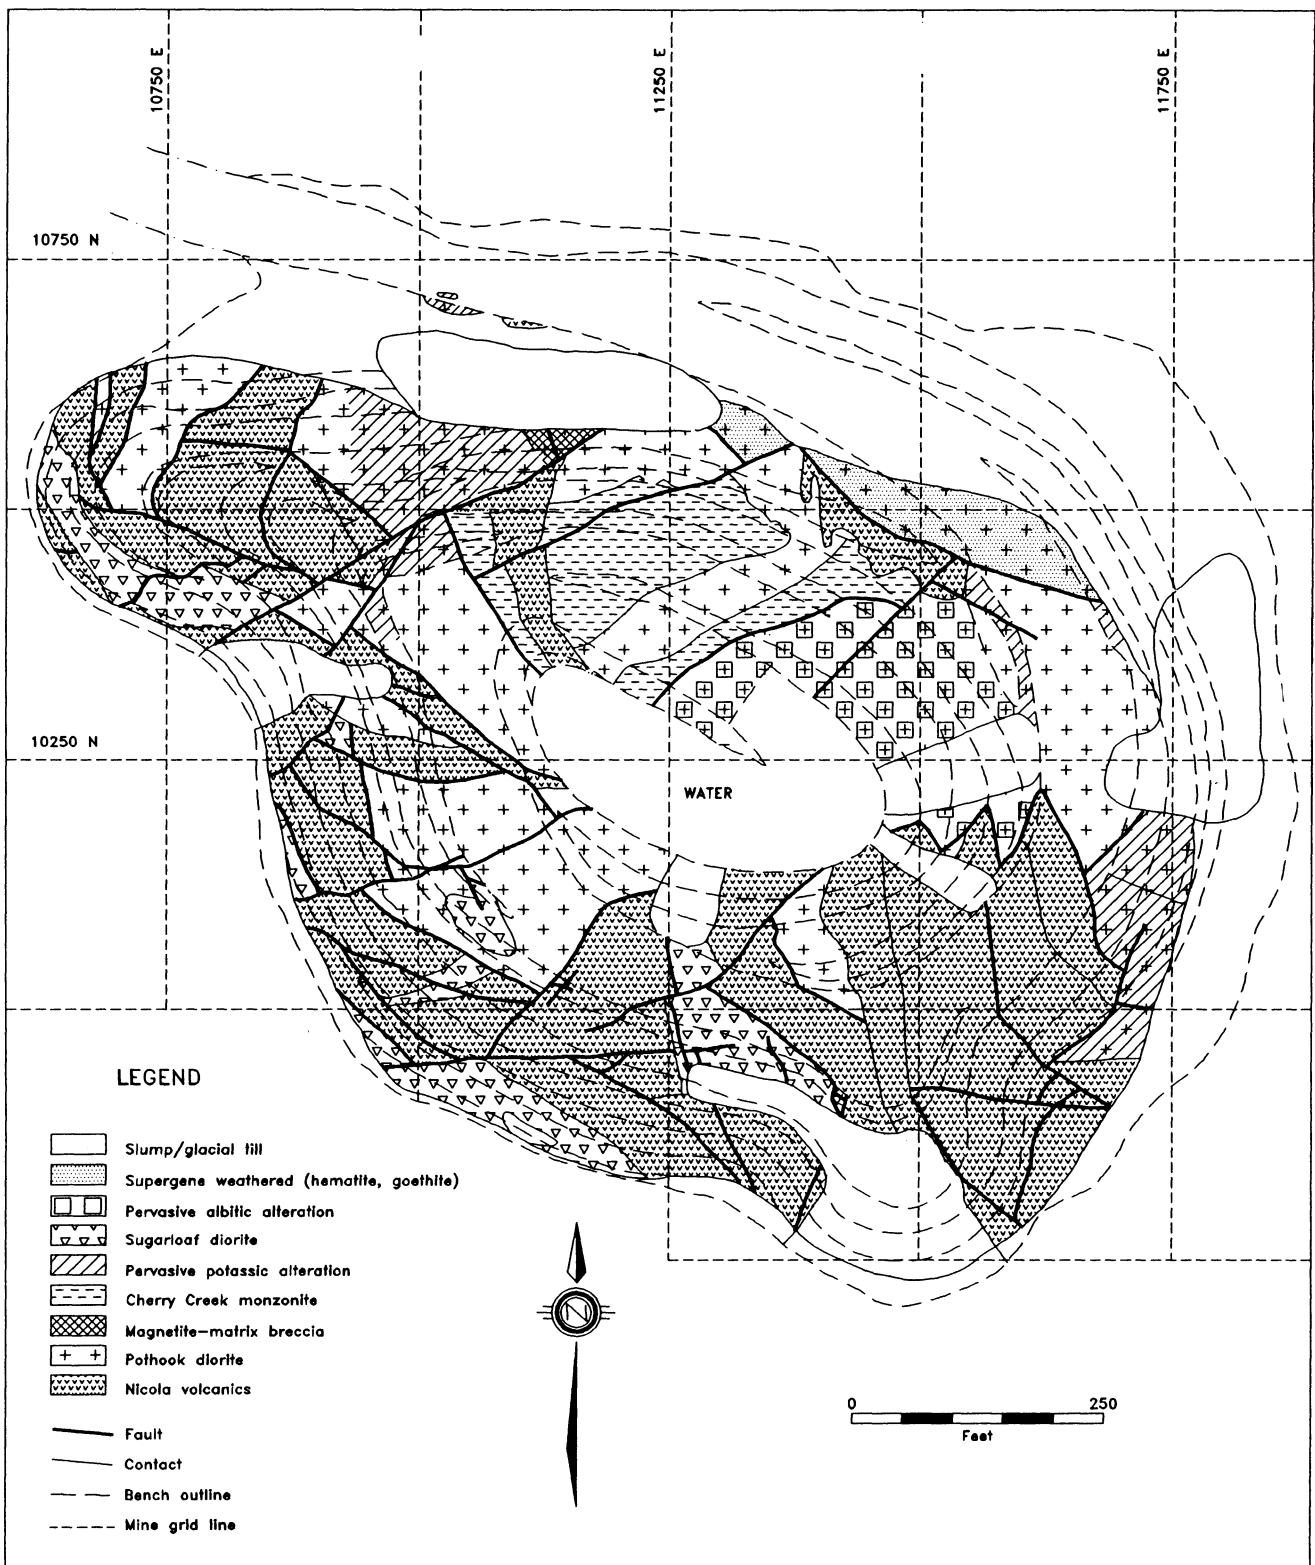 10750 E
11250 E
11750 E
10750 N
10250 N
WATER
LEGEND
Slump/glacial till
Supergene weathered (hematite, goethite)
Pervasive albitic alteration
Sugarloaf diorite
Pervasive potassic alteration
Cherry Creek monzonite
Magnetite-matrix breccia
Pothook diorite
Nicola volcanics
Fault
Contact
Bench outline
Mine grid line
N
0 250
Feet